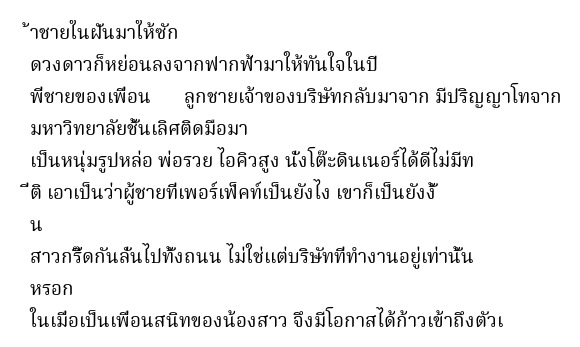 ้าชายในฝันมาให้ซัก
ดวงดาวก็หย่อนลงจากฟากฟ้ามาให้ทันใจในปี
พี่ชายของเพื่อน ลูกชายเจ้าของบริษัทกลับมาจาก มีปริญญาโทจาก
มหาวิทยาลัยชั้นเลิศติดมือมา
เป็นหนุ่มรูปหล่อ พ่อรวย ไอคิวสูง นั่งโต๊ะดินเนอร์ได้ดีไม่มีท
ี่ติ เอาเป็นว่าผู้ชายที่เพอร์เฟ็คท์เป็นยังไง เขาก็เป็นยังงั้
น
สาวกรี๊ดกันลั่นไปทั้งถนน ไม่ใช่แต่บริษัทที่ทำงานอยู่เท่านั้น
หรอก
ในเมื่อเป็นเพื่อนสนิทของน้องสาว จึงมีโอกาสได้ก้าวเข้าถึงตัวเ